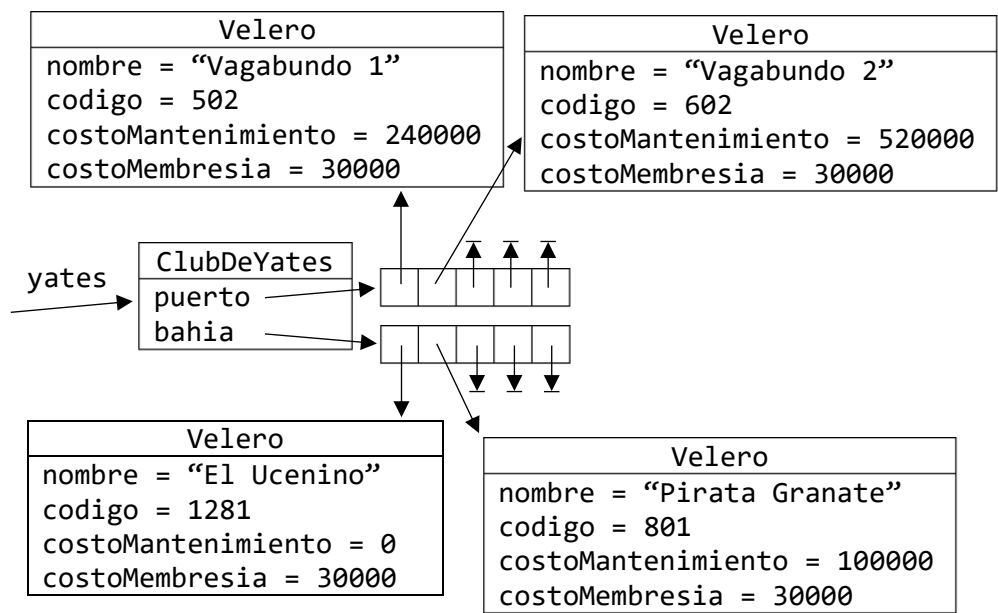 Velero
nombre = “Vagabundo 1”
codigo = 502
costoMantenimiento = 240000
costoMembresia = 30000
Velero
nombre = “Vagabundo 2”
codigo = 602
costoMantenimiento = 520000
costoMembresia = 30000
yates
ClubDeYates
puerto
bahia
Velero
nombre = “El Ucenino”
codigo = 1281
costoMantenimiento = 0
costoMembresia = 30000
Velero
nombre = “Pirata Granate”
codigo = 801
costoMantenimiento = 100000
costoMembresia = 30000